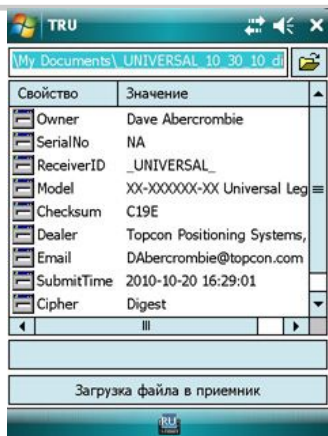 TRU
\My Documents\_UNIVERSAL_10_30_10_di
Свойство Значение
Owner Dave Abercrombie
SerialNo NA
ReceiverID _UNIVERSAL_
Model XX-XXXXXX-XX Universal Leg
Checksum C19E
Dealer Topcon Positioning Systems,
Email DAbercrombie@topcon.com
SubmitTime 2010-10-20 16:29:01
Cipher Digest
Загрузка файла в приемник
RU